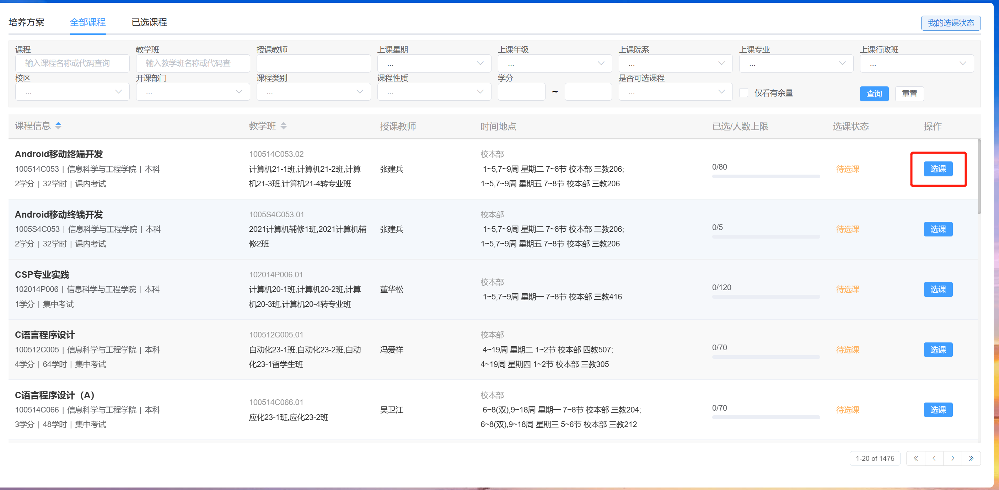 培养方案 全部课程 已选课程 我的选课状态
课程 教学班 授课教师 上课星期 上课年级 上课院系 上课专业 上课行政班
输入课程名称或代码查询 输入教学班名称或代码查 ... ... ... ... ...
校区 开课部门 课程类别 课程性质 学分 是否可选课程
... ... ... ... ~ ... 仅看有余量 查询 重置
课程信息 教学班 授课教师 时间地点 已选/人数上限 选课状态 操作
Android移动终端开发 100514C053.02 校本部
100514C053 | 信息科学与工程学院 | 本科 计算机21-1班,计算机21-2班,计算 张建兵 1~5,7~9周 星期二 7~8节 校本部 三教206; 0/80 待选课 选课
2学分 | 32学时 | 课内考试 机21-3班,计算机21-4转专业班 1~5,7~9周 星期五 7~8节 校本部 三教206
Android移动终端开发 1005S4C053.01 校本部
1005S4C053 | 信息科学与工程学院 | 本科 2021计算机辅修1班,2021计算机辅 张建兵 1~5,7~9周 星期二 7~8节 校本部 三教206; 0/5 待选课 选课
2学分 | 32学时 | 课内考试 修2班 1~5,7~9周 星期五 7~8节 校本部 三教206
CSP专业实践 102014P006.01 校本部
102014P006 | 信息科学与工程学院 | 本科 计算机20-1班,计算机20-2班,计算 董华松 1~5,7~9周 星期一 7~8节 校本部 三教416 0/120 待选课 选课
1学分 | 集中考试 机20-3班,计算机20-4转专业班
C语言程序设计 100512C005.01 校本部
100512C005 | 信息科学与工程学院 | 本科 自动化23-1班,自动化23-2班,自动 冯爱祥 4~19周 星期二 1~2节 校本部 四教507; 0/70 待选课 选课
4学分 | 64学时 | 集中考试 化23-1留学生班 4~19周 星期四 1~2节 校本部 三教305
C语言程序设计（A） 100514C066.01 校本部
100514C066 | 信息科学与工程学院 | 本科 应化23-1班,应化23-2班 吴卫江 6~8(双),9~18周 星期一 7~8节 校本部 三教204; 0/70 待选课 选课
3学分 | 48学时 | 集中考试 6~8(双),9~18周 星期三 5~6节 校本部 三教212
1-20 of 1475